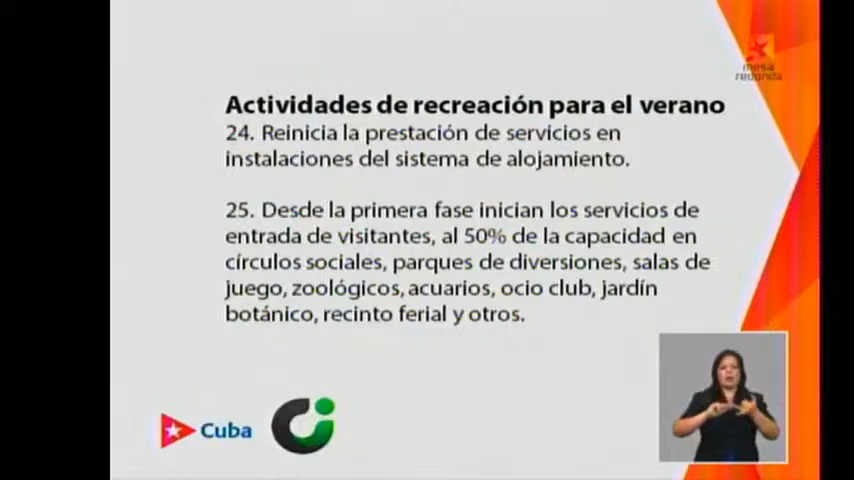 mesa
redonda
Actividades de recreación para el verano
24. Reinicia la prestación de servicios en
instalaciones del sistema de alojamiento.
25. Desde la primera fase inician los servicios de
entrada de visitantes, al 50% de la capacidad en
círculos sociales, parques de diversiones, salas de
juego, zoológicos, acuarios, ocio club, jardín
botánico, recinto ferial y otros.
Cuba